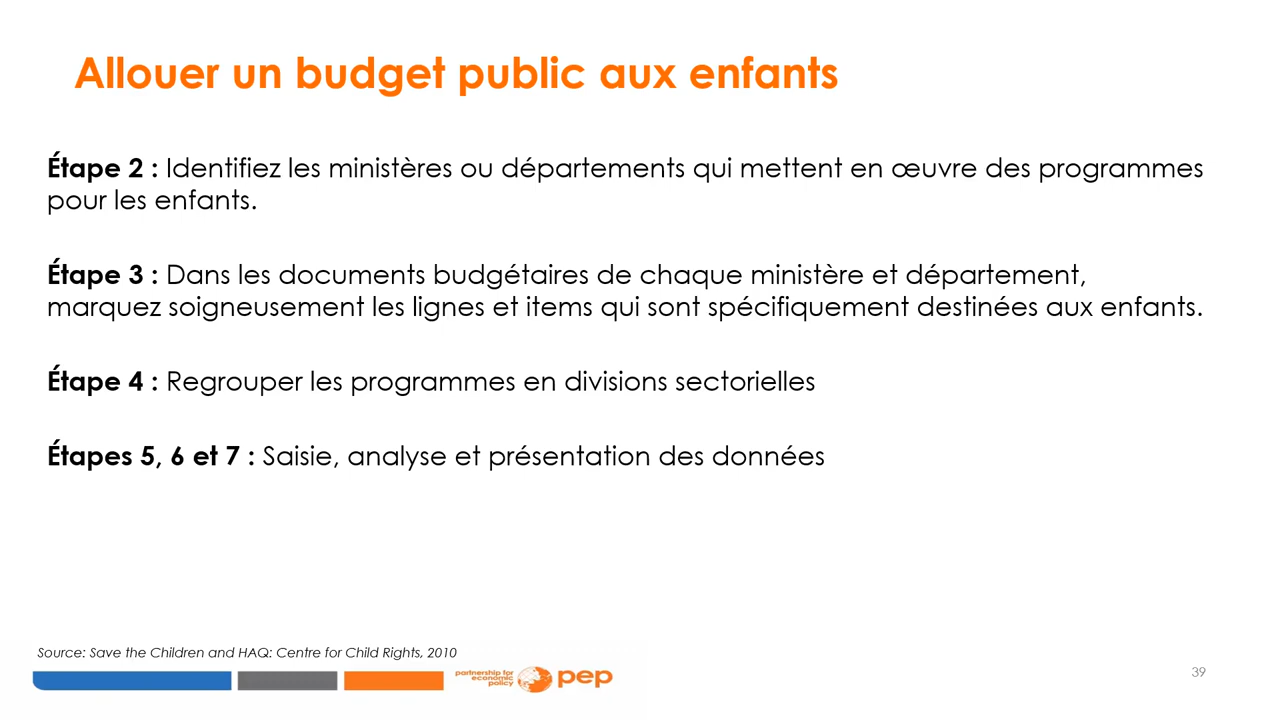 Allouer un budget public aux enfants
Étape 2 : Identifiez les ministères ou départements qui mettent en œuvre des programmes
pour les enfants.
Étape 3 : Dans les documents budgétaires de chaque ministère et département,
marquez soigneusement les lignes et items qui sont spécifiquement destinées aux enfants.
Étape 4 : Regrouper les programmes en divisions sectorielles
Étapes 5, 6 et 7 : Saisie, analyse et présentation des données
Source: Save the Children and HAQ: Centre for Child Rights, 2010
partnership for
economic
policy
pep
39